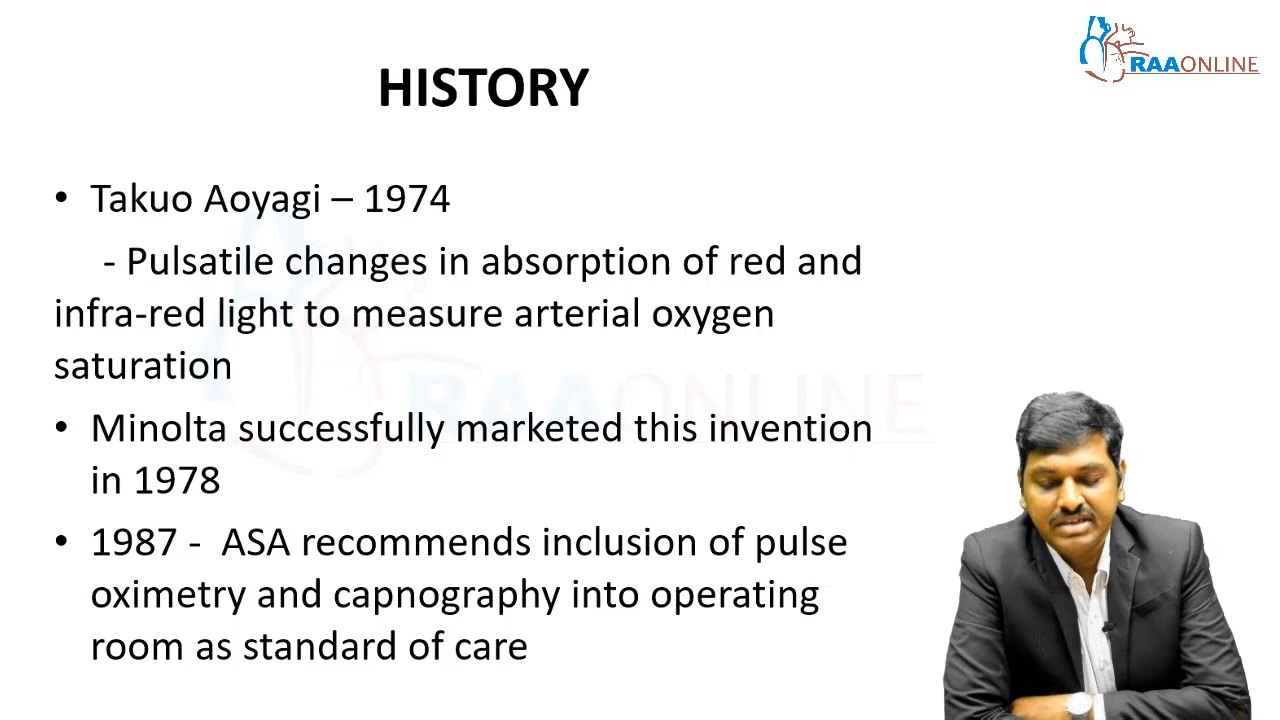 RAAONLINE
HISTORY
• Takuo Aoyagi – 1974
- Pulsatile changes in absorption of red and
infra-red light to measure arterial oxygen
saturation
RAAONLINE
• Minolta successfully marketed this invention
in 1978
• 1987 - ASA recommends inclusion of pulse
oximetry and capnography into operating
room as standard of care